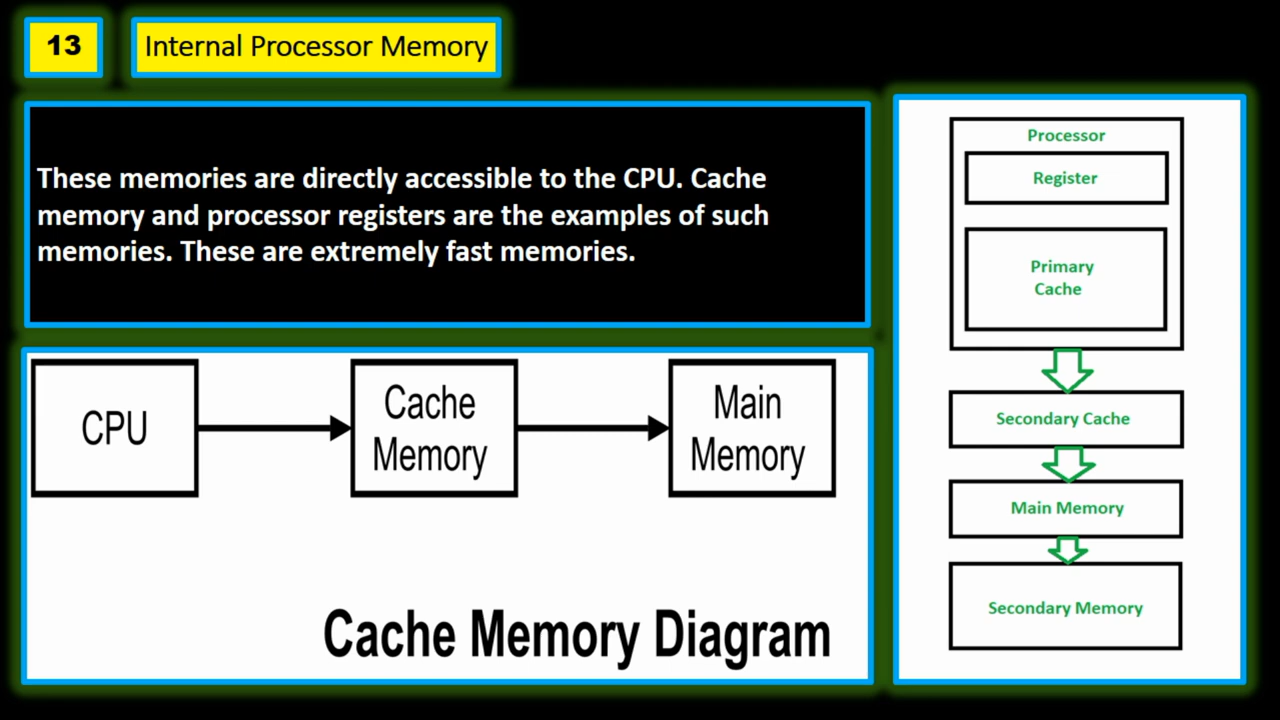 13
Internal Processor Memory
These memories are directly accessible to the CPU. Cache
memory and processor registers are the examples of such
memories. These are extremely fast memories.
CPU
Cache
Memory
Main
Memory
Cache Memory Diagram
Processor
Register
Primary
Cache
Secondary Cache
Main Memory
Secondary Memory